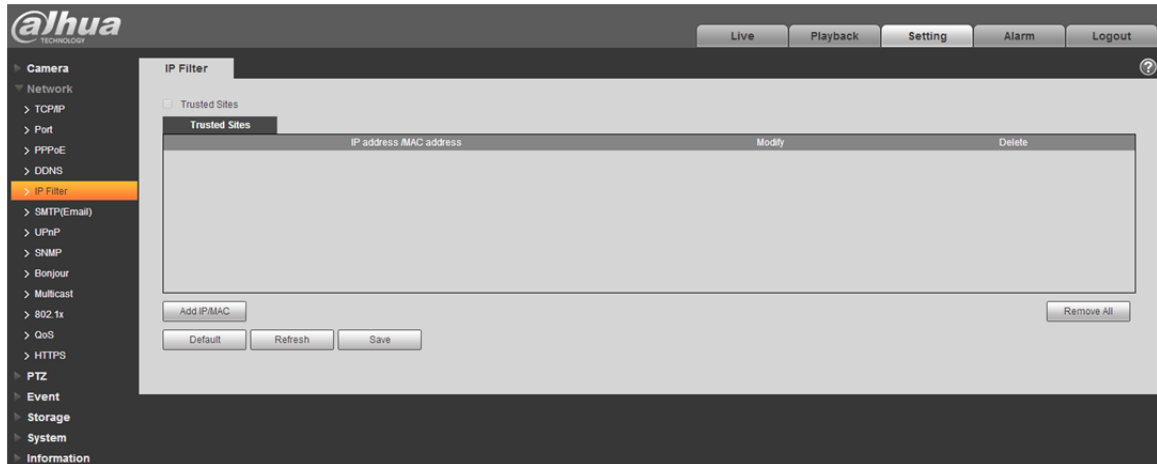 alhua
TECHNOLOGY
Live
Playback
Setting
Alarm
Logout
Camera
Network
TCP/IP
Port
PPPoE
DDNS
IP Filter
SMTP(Email)
UPnP
SNMP
Bonjour
Multicast
802.1x
QoS
HTTPS
PTZ
Event
Storage
System
Information
IP Filter
?
Trusted Sites
Trusted Sites
IP address /MAC address
Modify
Delete
Add IP/MAC
Remove All
Default
Refresh
Save